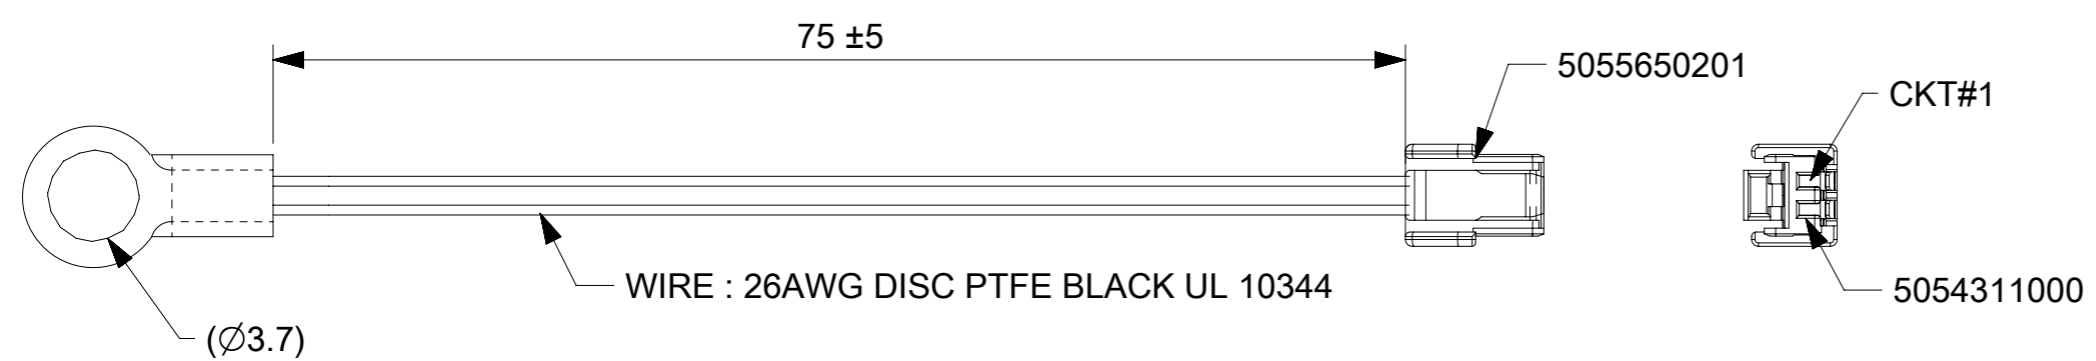 75 ±5
5055650201
CKT#1
WIRE : 26AWG DISC PTFE BLACK UL 10344
5054311000
(∅3.7)